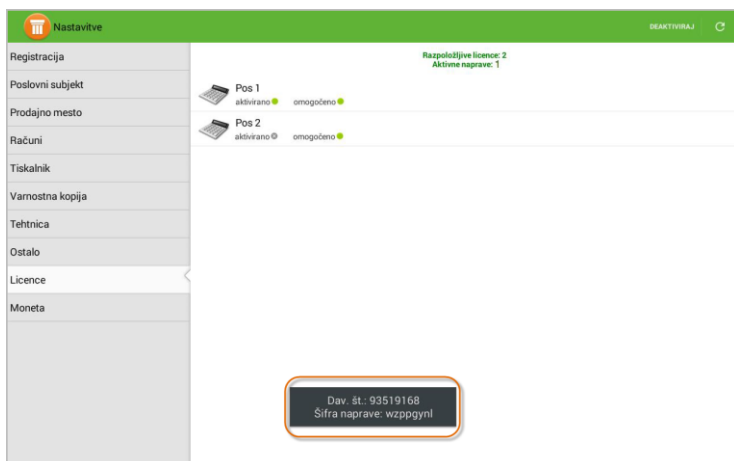 Nastavitve
DEAKTIVIRAJ
Registracija
Poslovni subjekt
Prodajno mesto
Računi
Tiskalnik
Varnostna kopija
Tehtnica
Ostalo
Licence
Moneta
Razpoložljive licence: 2
Aktivne naprave: 1
Pos 1
aktivirano omogočeno
Pos 2
aktivirano omogočeno
Dav. št.: 93519168
Šifra naprave: wzppgynl